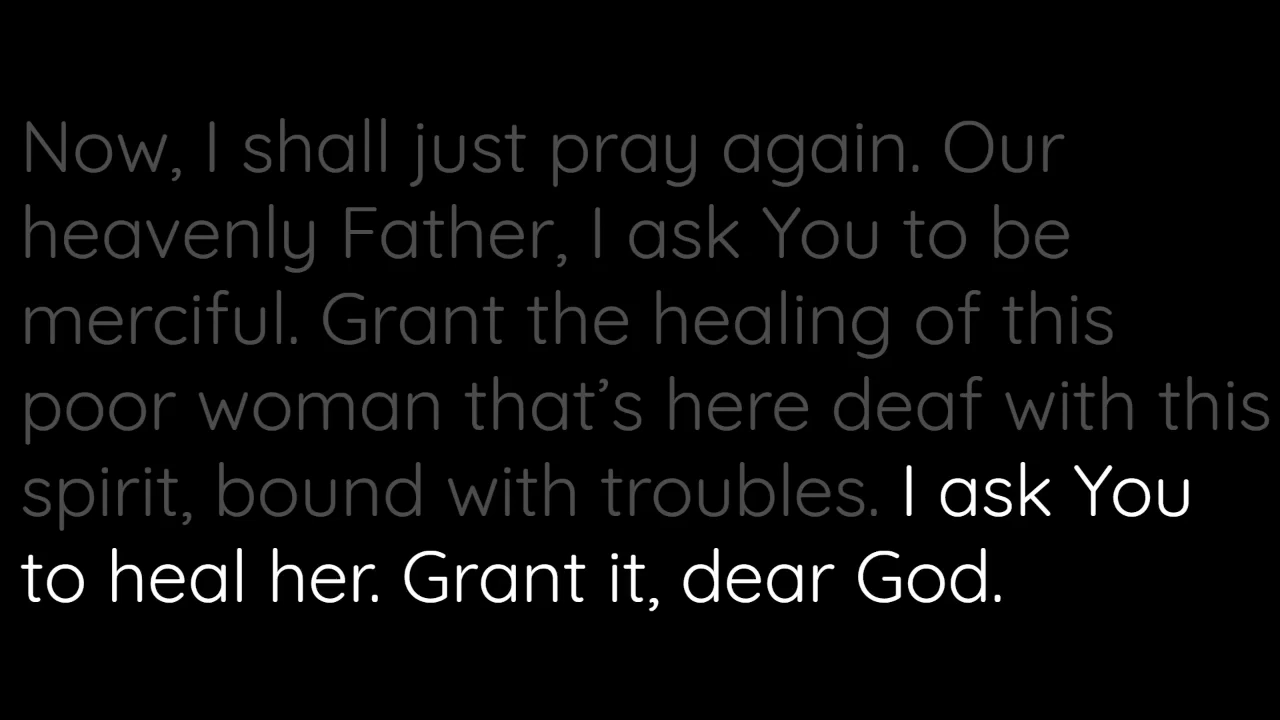 Now, I shall just pray again. Our
heavenly Father, I ask You to be
merciful. Grant the healing of this
poor woman that’s here deaf with this
spirit, bound with troubles. I ask You
to heal her. Grant it, dear God.